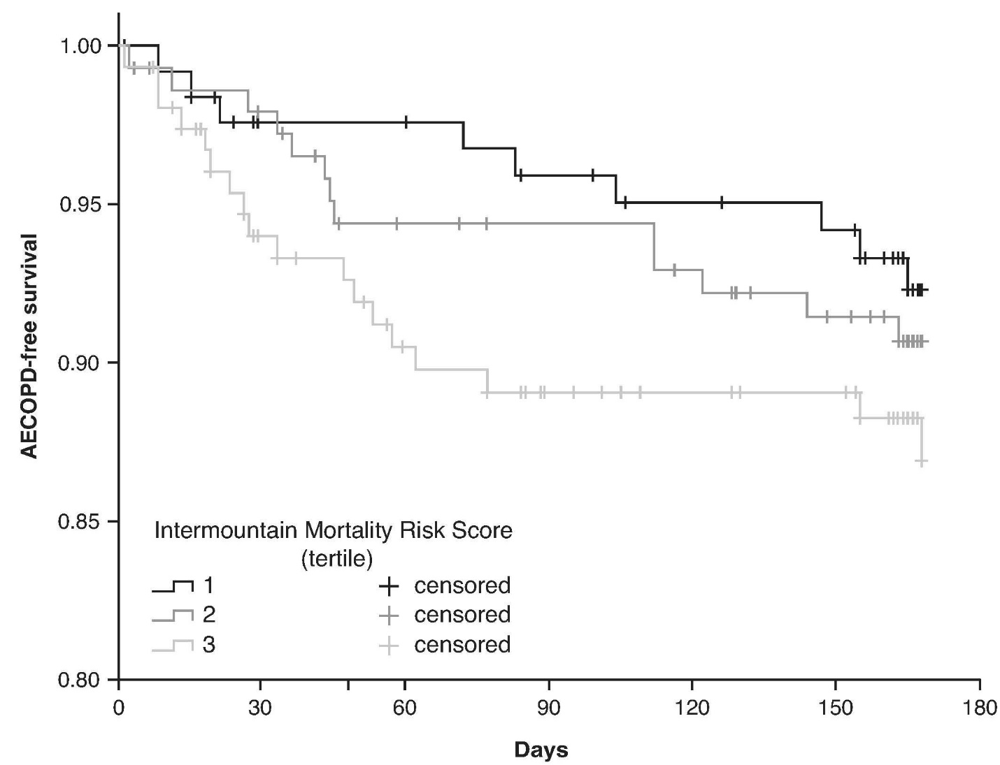 1.00
0.95
0.90
0.85
0.80
AECOPD-free survival
Intermountain Mortality Risk Score
(tertile)
1 censored
2 censored
3 censored
0 30 60 90 120 150 180
Days